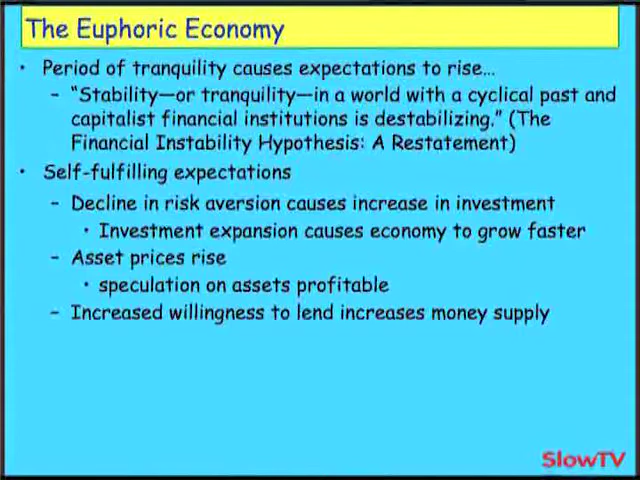 The Euphoric Economy
• Period of tranquility causes expectations to rise…
– “Stability—or tranquility—in a world with a cyclical past and
capitalist financial institutions is destabilizing.” (The
Financial Instability Hypothesis: A Restatement)
• Self-fulfilling expectations
– Decline in risk aversion causes increase in investment
• Investment expansion causes economy to grow faster
– Asset prices rise
• speculation on assets profitable
– Increased willingness to lend increases money supply
SlowTV